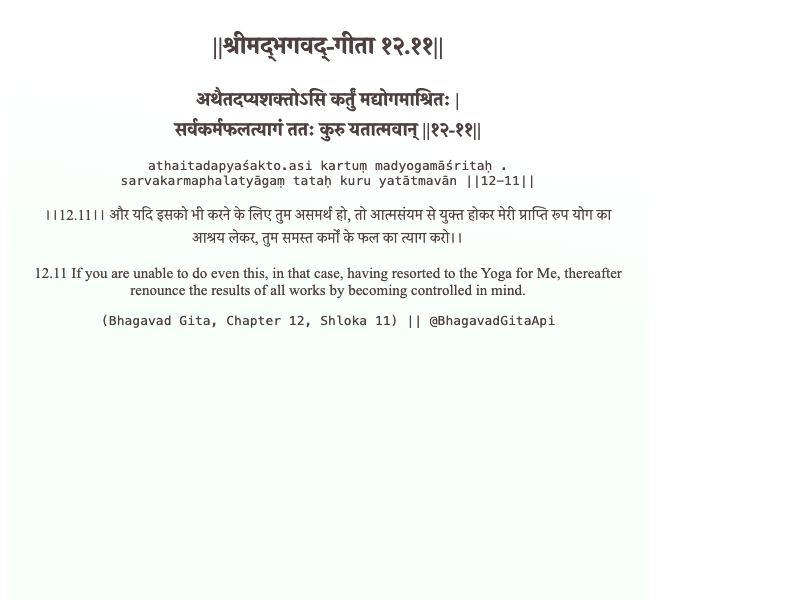 ||श्रीमद्‍भगवद्‍-गीता १२.११||
अथैतदप्यशक्तोऽसि कर्तुं मद्योगमाश्रितः |
सर्वकर्मफलत्यागं ततः कुरु यतात्मवान् ||१२-११||
athaitadapyaśakto.asi kartuṃ madyogamāśritaḥ .
sarvakarmaphalatyāgaṃ tataḥ kuru yatātmavān ||12-11||
।।12.11।। और यदि इसको भी करने के लिए तुम असमर्थ हो, तो आत्मसंयम से युक्त होकर मेरी प्राप्ति रूप योग का
आश्रय लेकर, तुम समस्त कर्मों के फल का त्याग करो।।
12.11 If you are unable to do even this, in that case, having resorted to the Yoga for Me, thereafter
renounce the results of all works by becoming controlled in mind.
(Bhagavad Gita, Chapter 12, Shloka 11) || @BhagavadGitaApi